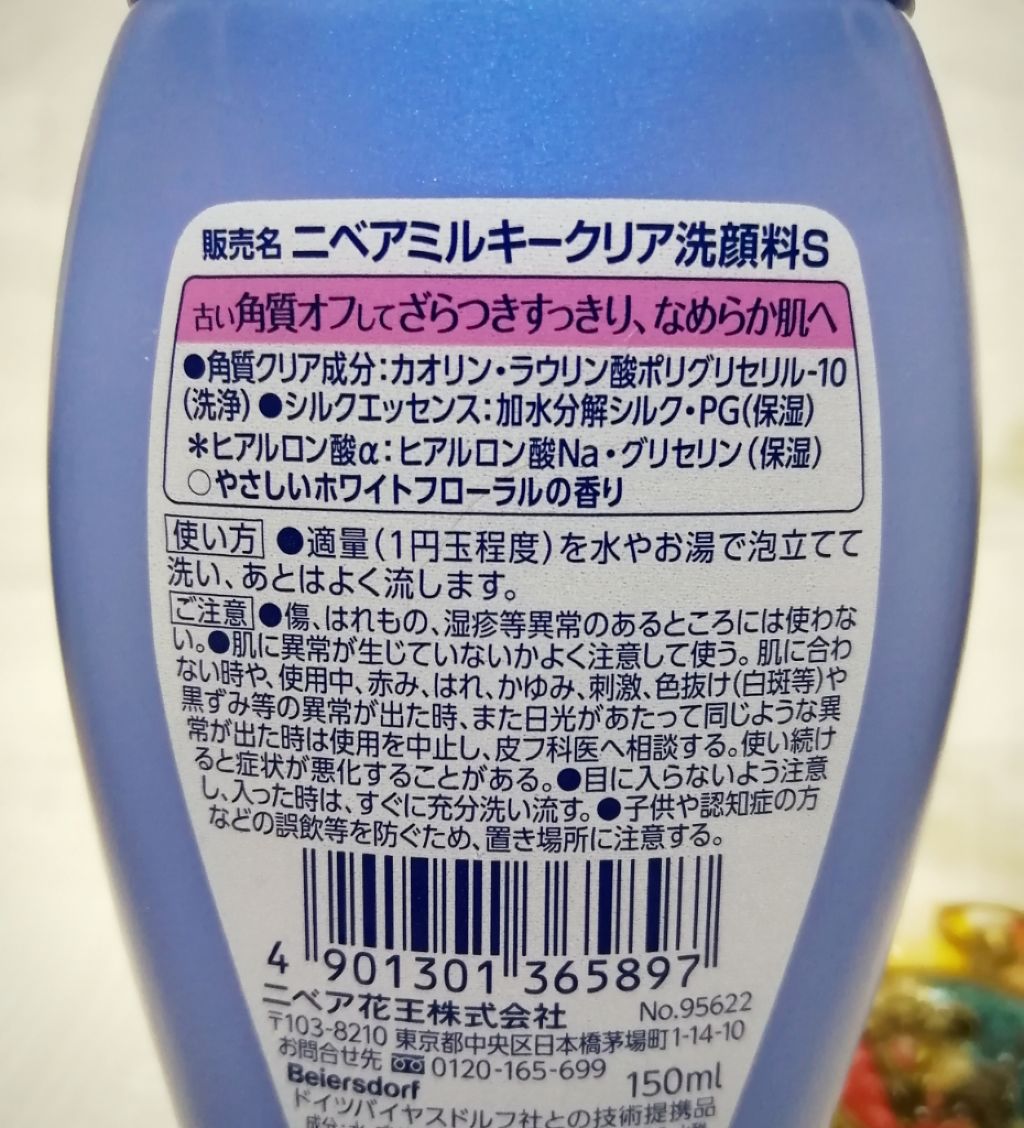 販売名 ニベアミルキークリア洗顔料S
古い角質オフしてざらつきすっきり、なめらか肌へ
●角質クリア成分:カオリン・ラウリン酸ポリグリセリル-10
(洗浄) ●シルクエッセンス:加水分解シルク・PG(保湿)
*ヒアルロン酸α:ヒアルロン酸Na・グリセリン(保湿)
○やさしいホワイトフローラルの香り
使い方 ●適量(1円玉程度)を水やお湯で泡立てて
洗い、あとはよく流します。
ご注意 ●傷、はれもの、湿疹等異常のあるところには使わな
い。●肌に異常が生じていないかよく注意して使う。肌に合わ
ない時や、使用中、赤み、はれ、かゆみ、刺激、色抜け(白斑等)や
黒ずみ等の異常が出た時、また日光があたって同じような異
常が出た時は使用を中止し、皮フ科医へ相談する。使い続け
ると症状が悪化することがある。●目に入らないよう注意
し、入った時は、すぐに充分洗い流す。●子供や認知症の方
などの誤飲等を防ぐため、置き場所に注意する。
4 901301 365897
ニベア花王株式会社 No.95622
〒103-8210 東京都中央区日本橋茅場町1-14-10
お問合せ先 0120-165-699
Beiersdorf 150ml
ドイツバイヤスドルフ社との技術提携品